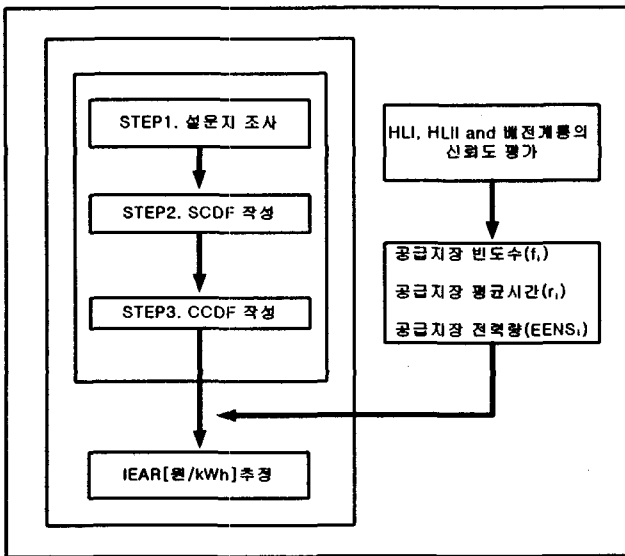 STEP1. 설문지 조사
STEP2. SCDF 작성
STEP3. CCDF 작성
IEAR[원/kWh]추정
HLI, HLII and 배전계통의
신뢰도 평가
공급지장 빈도수(fᵢ)
공급지장 평균시간(rᵢ)
공급지장 전력량(EENSᵢ)